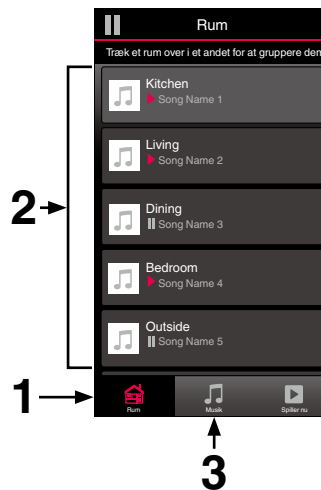 Rum
Træk et rum over i et andet for at gruppere den
Kitchen
Song Name 1
Living
Song Name 2
2
Dining
Song Name 3
Bedroom
Song Name 4
Outside
Song Name 5
1
Rum
Musik
Spiller nu
3